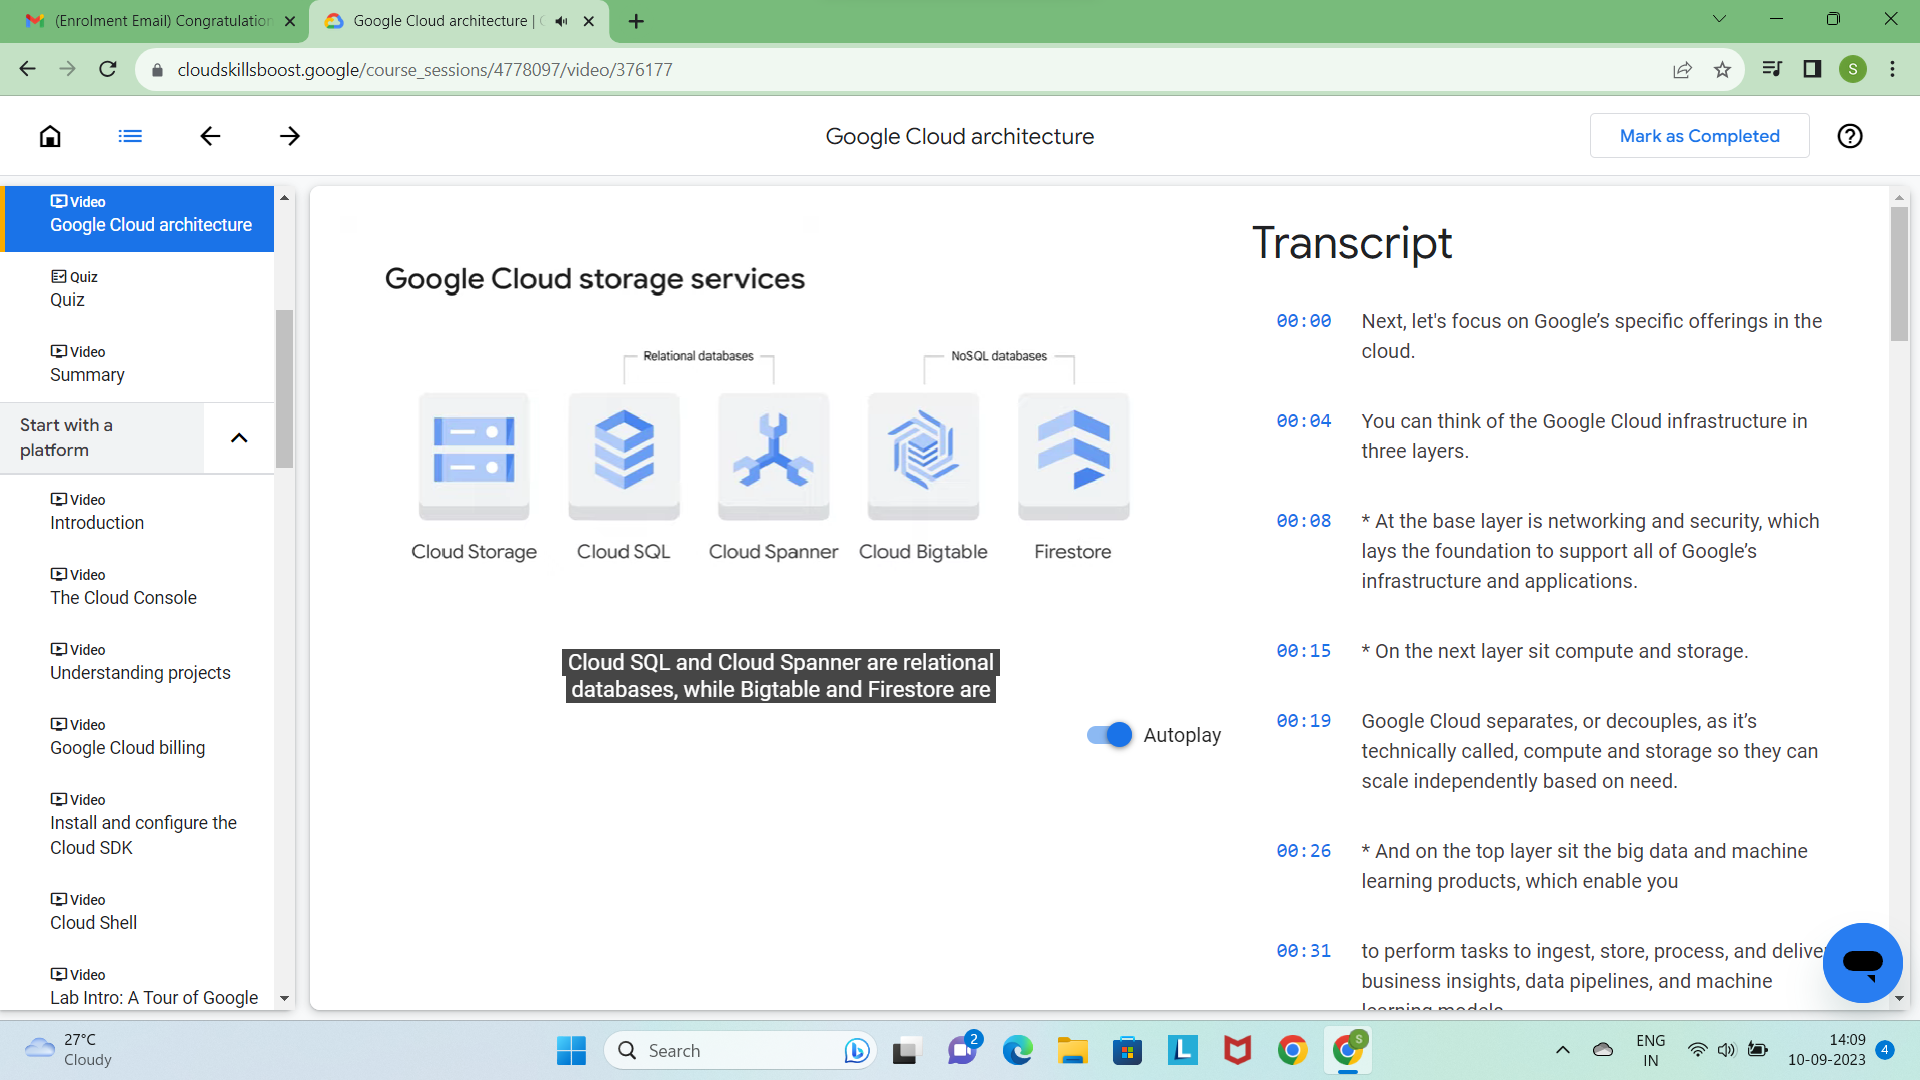 (Enrolment Email) Congratulation
Google Cloud architecture |
cloudskillsboost.google/course_sessions/4778097/video/376177
S
Google Cloud architecture
Mark as Completed
Video
Google Cloud architecture
Quiz
Quiz
Video
Summary
Start with a
platform
Video
Introduction
Video
The Cloud Console
Video
Understanding projects
Video
Google Cloud billing
Video
Install and configure the
Cloud SDK
Video
Cloud Shell
Video
Lab Intro: A Tour of Google
Google Cloud storage services
Relational databases
NoSQL databases
Cloud Storage
Cloud SQL
Cloud Spanner
Cloud Bigtable
Firestore
Cloud SQL and Cloud Spanner are relational
databases, while Bigtable and Firestore are
Autoplay
Transcript
00:00 Next, let's focus on Google’s specific offerings in the
cloud.
00:04 You can think of the Google Cloud infrastructure in
three layers.
00:08 * At the base layer is networking and security, which
lays the foundation to support all of Google’s
infrastructure and applications.
00:15 * On the next layer sit compute and storage.
00:19 Google Cloud separates, or decouples, as it’s
technically called, compute and storage so they can
scale independently based on need.
00:26 * And on the top layer sit the big data and machine
learning products, which enable you
00:31 to perform tasks to ingest, store, process, and deliver
business insights, data pipelines, and machine
learning models
27°C
Cloudy
Search
2
L
S
ENG
IN
14:09
10-09-2023
4